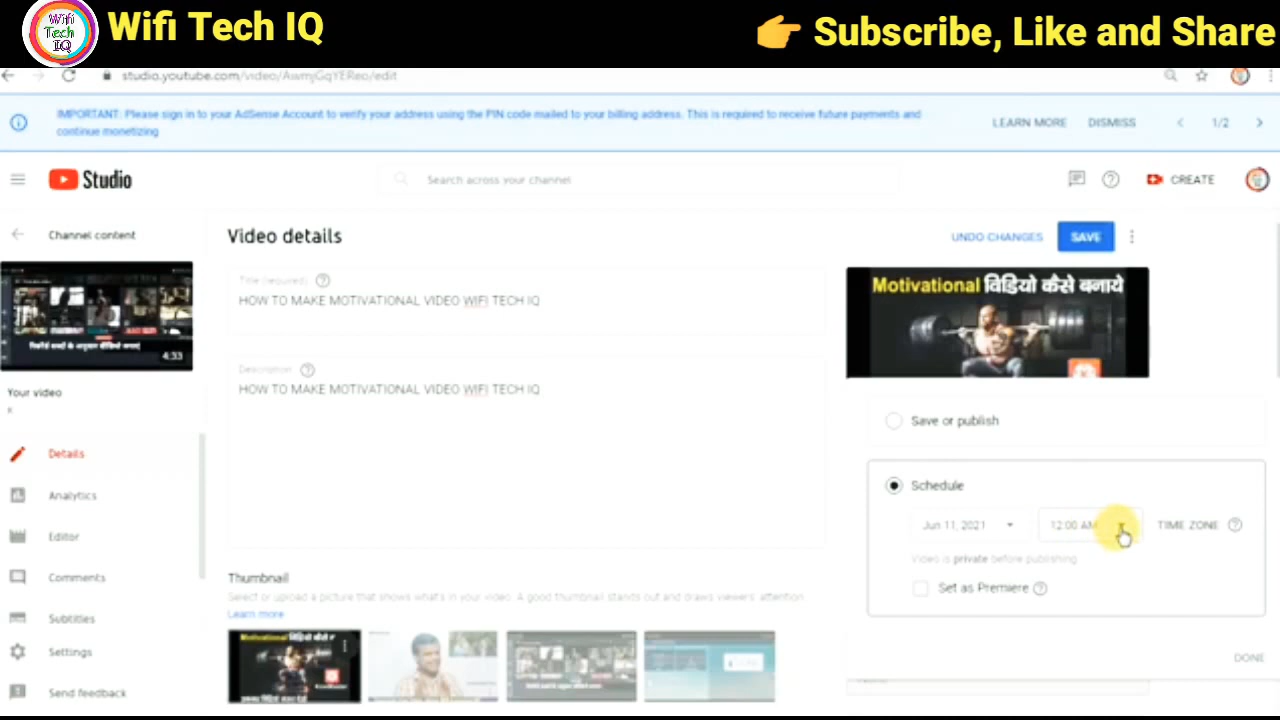 Wifi Tech IQ
Wifi Tech IQ
👉 Subscribe, Like and Share
studio.youtube.com/video/AwmjGqYEReo/edit
IMPORTANT: Please sign in to your AdSense Account to verify your address using the PIN code mailed to your billing address. This is required to receive future payments and
continue monetizing
LEARN MORE
DISMISS
1/2
Studio
Search across your channel
CREATE
Channel content
Video details
UNDO CHANGES
SAVE
4:33
Your video
K
Details
Analytics
Editor
Comments
Subtitles
Settings
Send feedback
Title (required)
HOW TO MAKE MOTIVATIONAL VIDEO WIFI TECH IQ
Description
HOW TO MAKE MOTIVATIONAL VIDEO WIFI TECH IQ
Thumbnail
Select or upload a picture that shows what's in your video. A good thumbnail stands out and draws viewers' attention.
Learn more
Motivational विडियो कैसे बनाये
Save or publish
Schedule
Jun 11, 2021
12:00 AM
TIME ZONE
Video is private before publishing
Set as Premiere
DONE